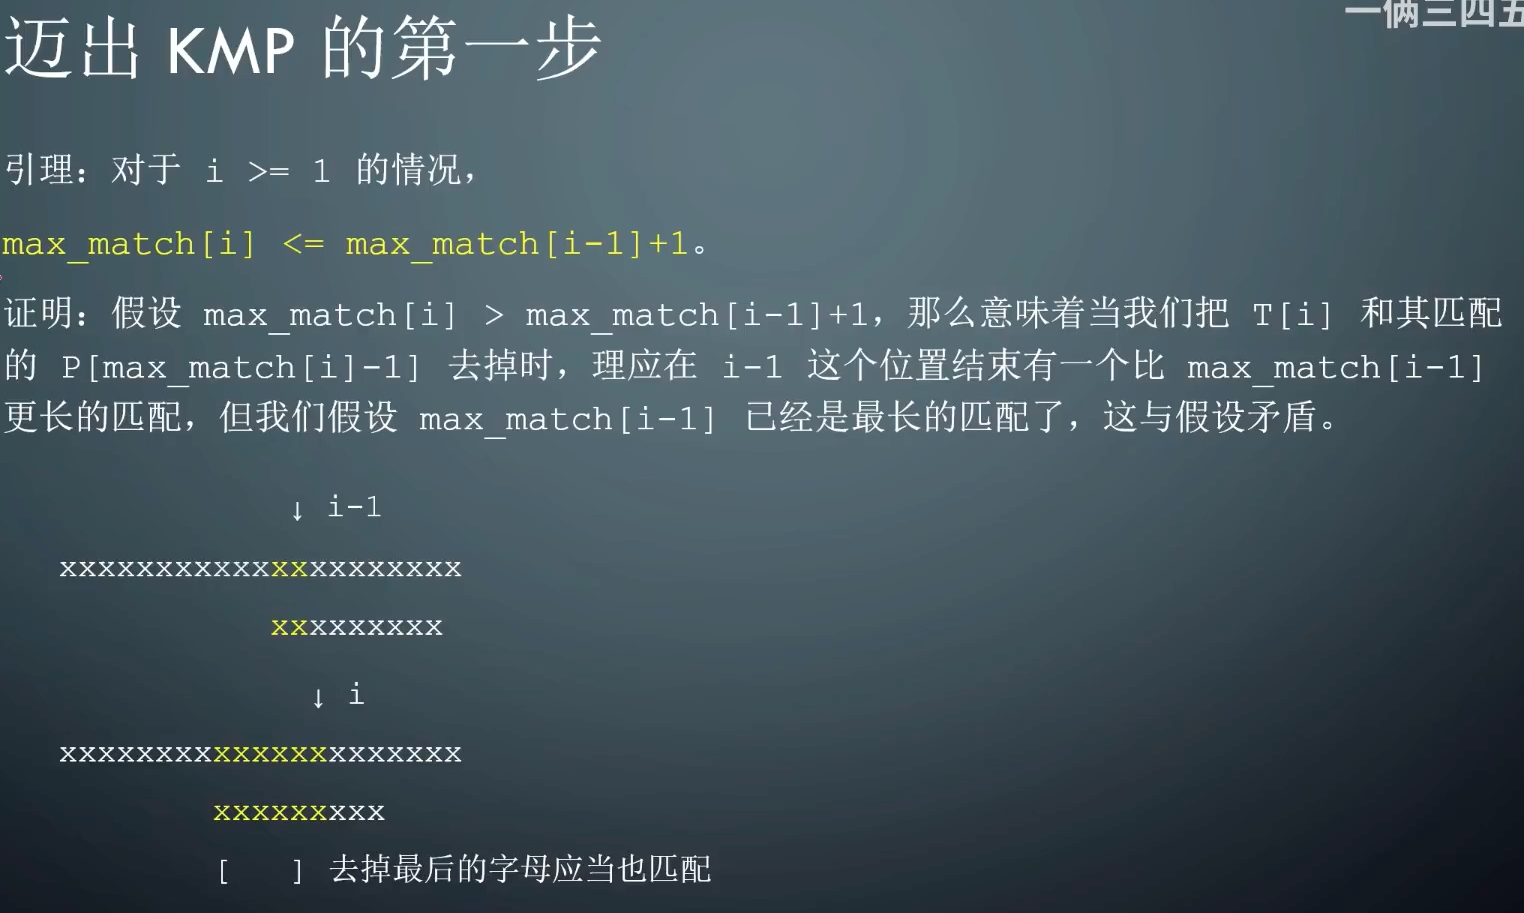 一俩三四五
迈出 KMP 的第一步
引理：对于 i >= 1 的情况，
max_match[i] <= max_match[i-1]+1。
证明：假设 max_match[i] > max_match[i-1]+1，那么意味着当我们把 T[i] 和其匹配
的 P[max_match[i]-1] 去掉时，理应在 i-1 这个位置结束有一个比 max_match[i-1]
更长的匹配，但我们假设 max_match[i-1] 已经是最长的匹配了，这与假设矛盾。
↓ i-1
xxxxxxxxxxxxxxxxxxxxx
xxxxxxxxx
↓ i
xxxxxxxxxxxxxxxxxxxxx
xxxxxxxxx
[ ] 去掉最后的字母应当也匹配